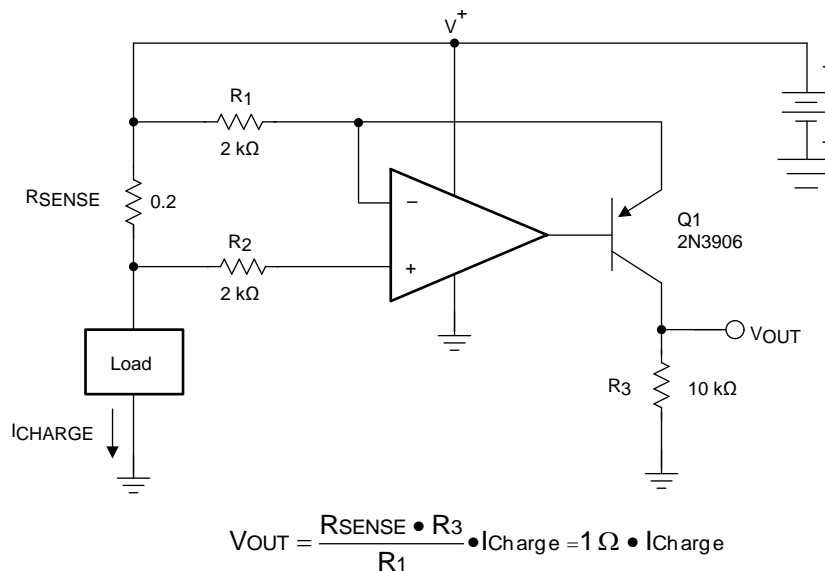 V+
R1
2 kΩ
RSENSE
0.2
R2
2 kΩ
−
+
Q1
2N3906
Load
VOUT
R3
10 kΩ
ICHARGE
VOUT = RSENSE • R3 / R1 • ICharge = 1 Ω • ICharge